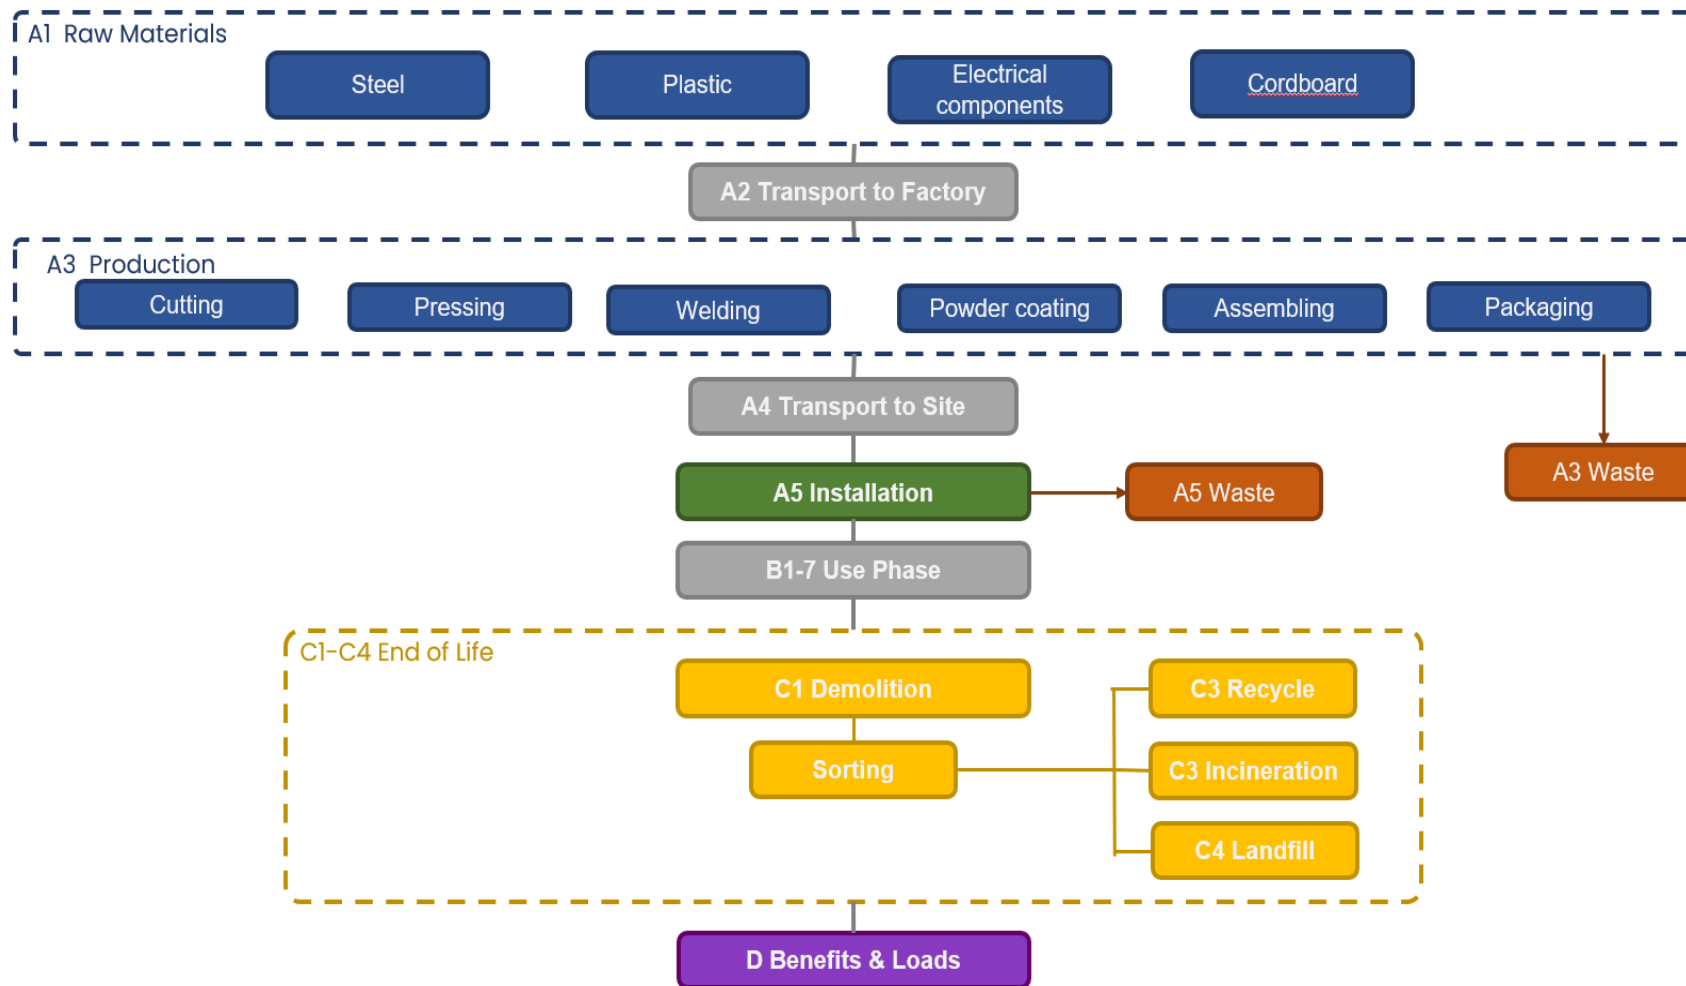 A1 Raw Materials
Steel
Plastic
Electrical
components
Cordboard
A2 Transport to Factory
A3 Production
Cutting
Pressing
Welding
Powder coating
Assembling
Packaging
A4 Transport to Site
A5 Installation
A5 Waste
A3 Waste
B1-7 Use Phase
C1-C4 End of Life
C1 Demolition
C3 Recycle
Sorting
C3 Incineration
C4 Landfill
D Benefits & Loads